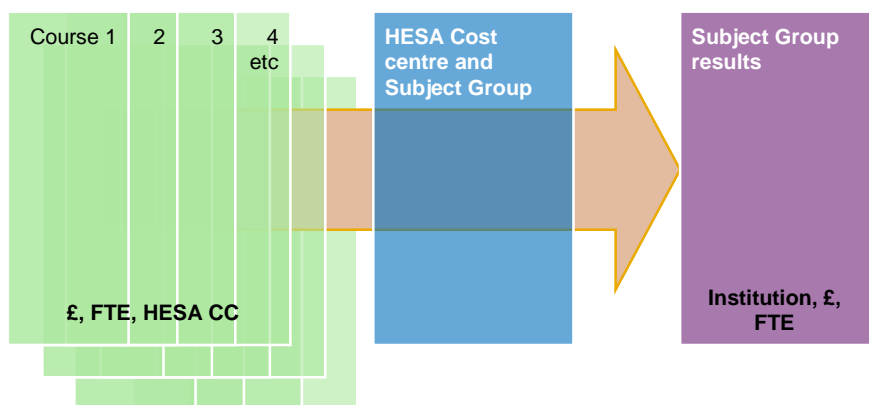 Course 1 2 3 4
etc
£, FTE, HESA CC
HESA Cost
centre and
Subject Group
Subject Group
results
Institution, £,
FTE